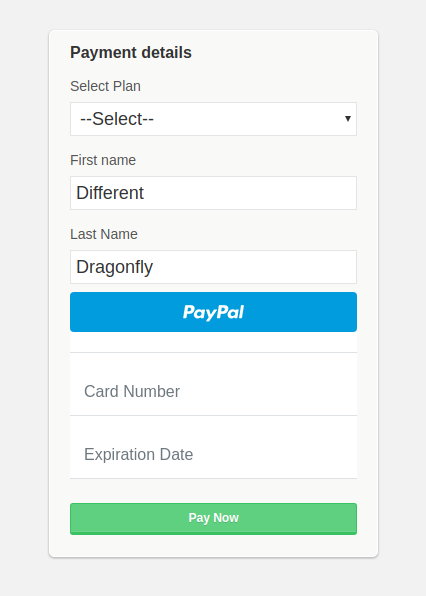 Payment details
Select Plan
--Select--
First name
Different
Last Name
Dragonfly
PayPal
Card Number
Expiration Date
Pay Now